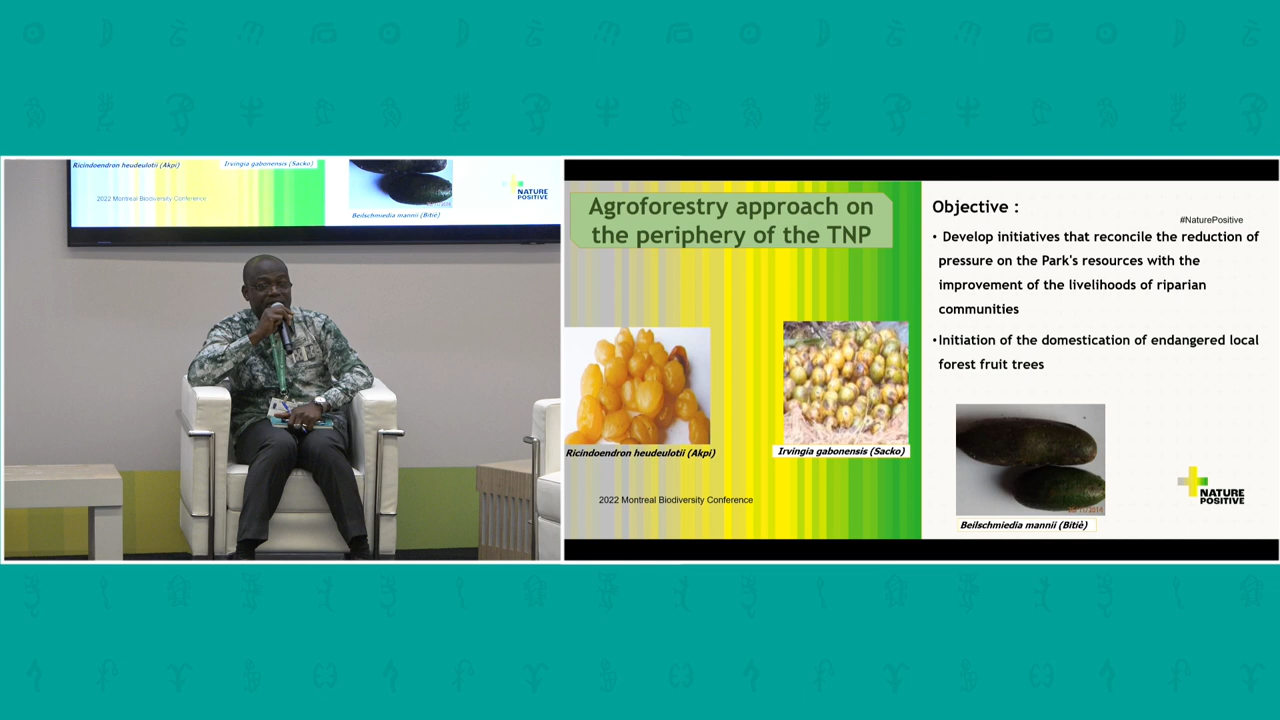 Ricindoendron heudeulotii (Akpi)
Irvingia gabonensis (Sacko)
2022 Montreal Biodiversity Conference
NATURE
POSITIVE
Beilschmiedia mannii (Bitiè)
Agroforestry approach on
the periphery of the TNP
Ricindoendron heudeulotii (Akpi)
Irvingia gabonensis (Sacko)
2022 Montreal Biodiversity Conference
Objective :
#NaturePositive
• Develop initiatives that reconcile the reduction of
pressure on the Park's resources with the
improvement of the livelihoods of riparian
communities
•Initiation of the domestication of endangered local
forest fruit trees
Beilschmiedia mannii (Bitiè)
NATURE
POSITIVE